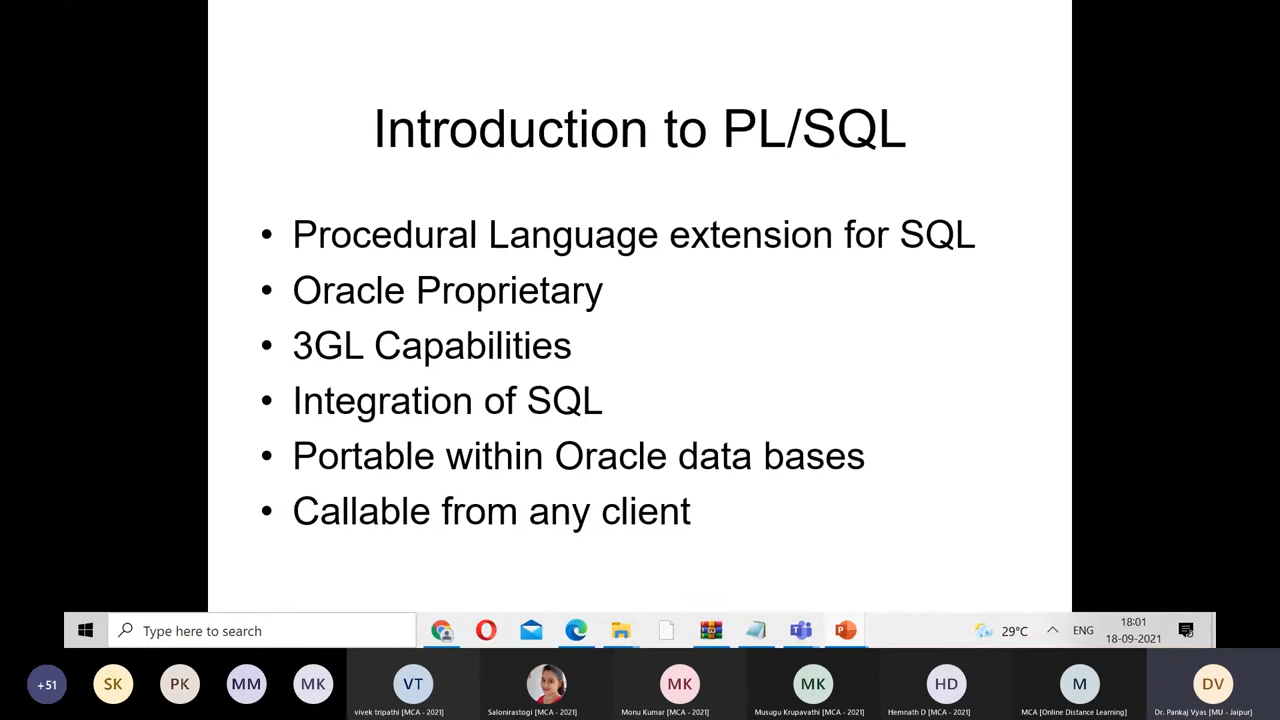 Introduction to PL/SQL
• Procedural Language extension for SQL
• Oracle Proprietary
• 3GL Capabilities
• Integration of SQL
• Portable within Oracle data bases
• Callable from any client
Type here to search
29°C
ENG
18:01
18-09-2021
+51
SK
PK
MM
MK
VT
MK
MK
HD
M
DV
vivek tripathi [MCA - 2021]
Salonirastogi [MCA - 2021]
Monu Kumar [MCA - 2021]
Musugu Krupavathi [MCA - 2021]
Hemnath D [MCA - 2021]
MCA [Online Distance Learning]
Dr. Pankaj Vyas [MU - Jaipur]